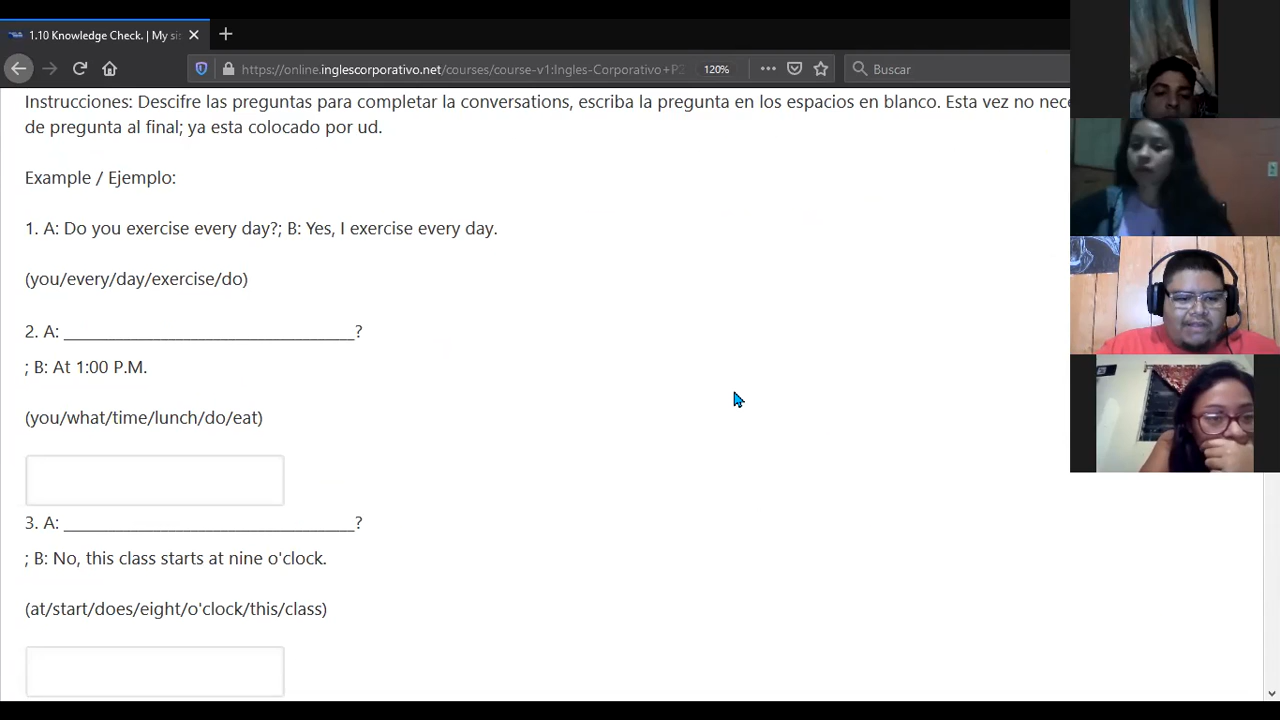 1.10 Knowledge Check. | My si
https://online.inglescorporativo.net/courses/course-v1:Ingles-Corporativo+P2
120%
Buscar
Instrucciones: Descifre las preguntas para completar la conversations, escriba la pregunta en los espacios en blanco. Esta vez no nece
de pregunta al final; ya esta colocado por ud.
Example / Ejemplo:
1. A: Do you exercise every day?; B: Yes, I exercise every day.
(you/every/day/exercise/do)
2. A: ________________________________?
; B: At 1:00 P.M.
(you/what/time/lunch/do/eat)
3. A: ________________________________?
; B: No, this class starts at nine o'clock.
(at/start/does/eight/o'clock/this/class)